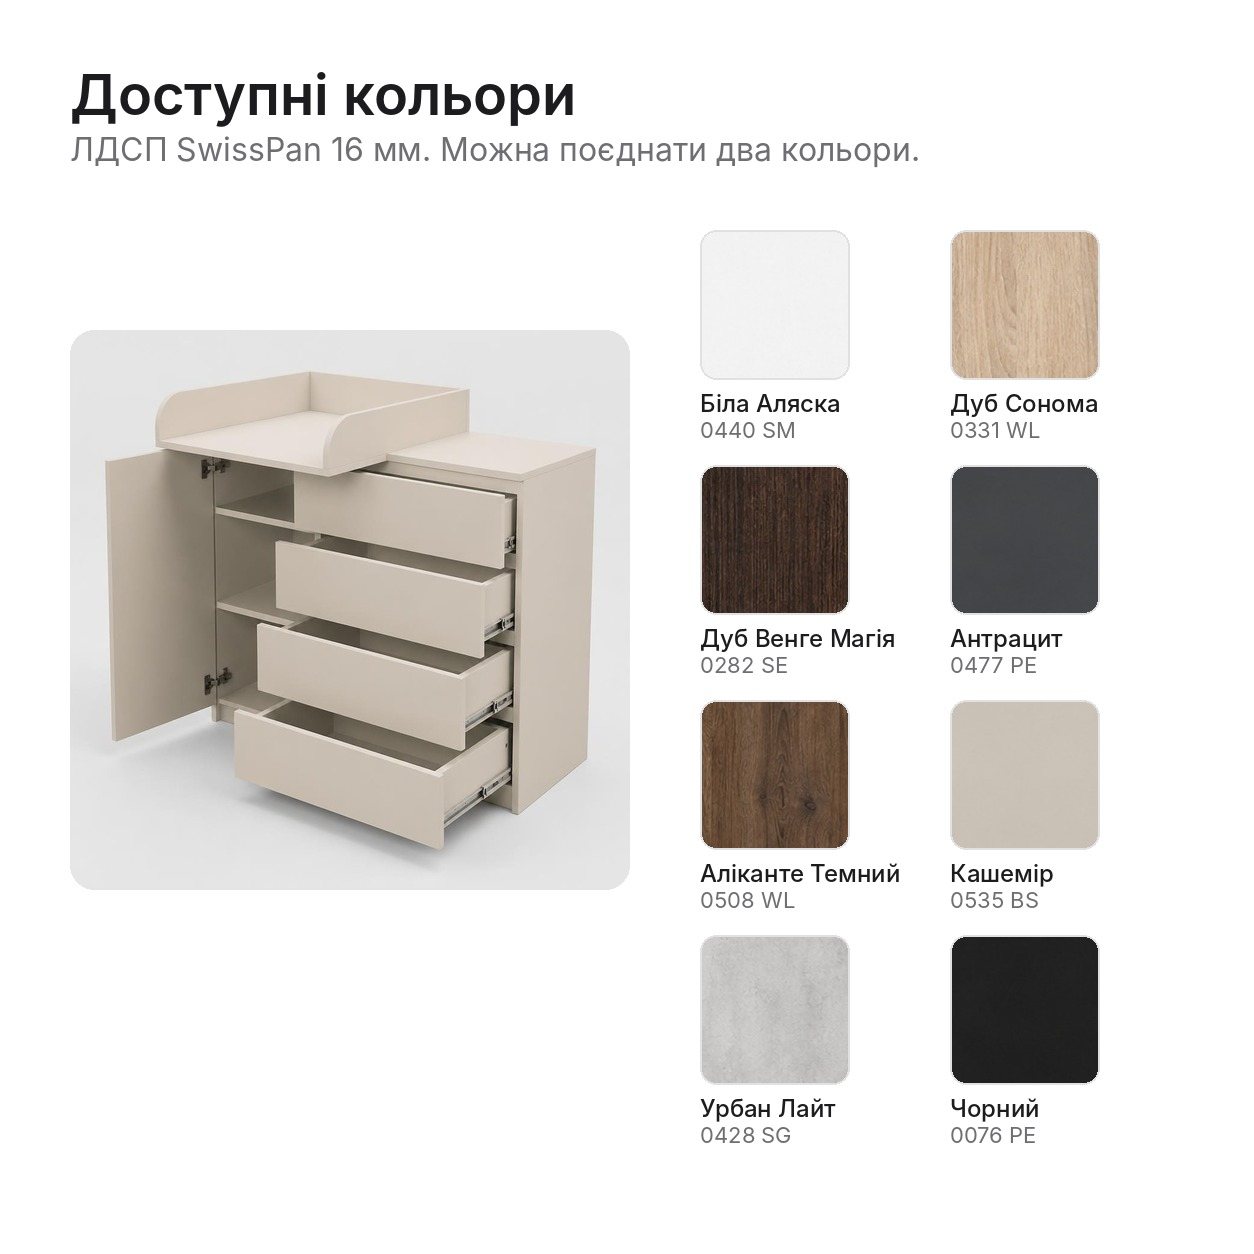 Доступні кольори
ЛДСП SwissPan 16 мм. Можна поєднати два кольори.
Біла Аляска
0440 SM
Дуб Сонома
0331 WL
Дуб Венге Магія
0282 SE
Антрацит
0477 PE
Аліканте Темний
0508 WL
Кашемір
0535 BS
Урбан Лайт
0428 SG
Чорний
0076 PE